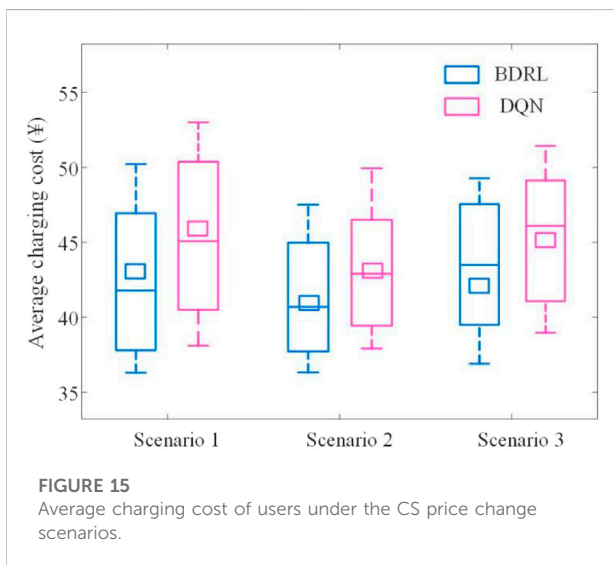 BDRL
DQN
Average charging cost (¥)
55
50
45
40
35
Scenario 1 Scenario 2 Scenario 3
FIGURE 15
Average charging cost of users under the CS price change
scenarios.